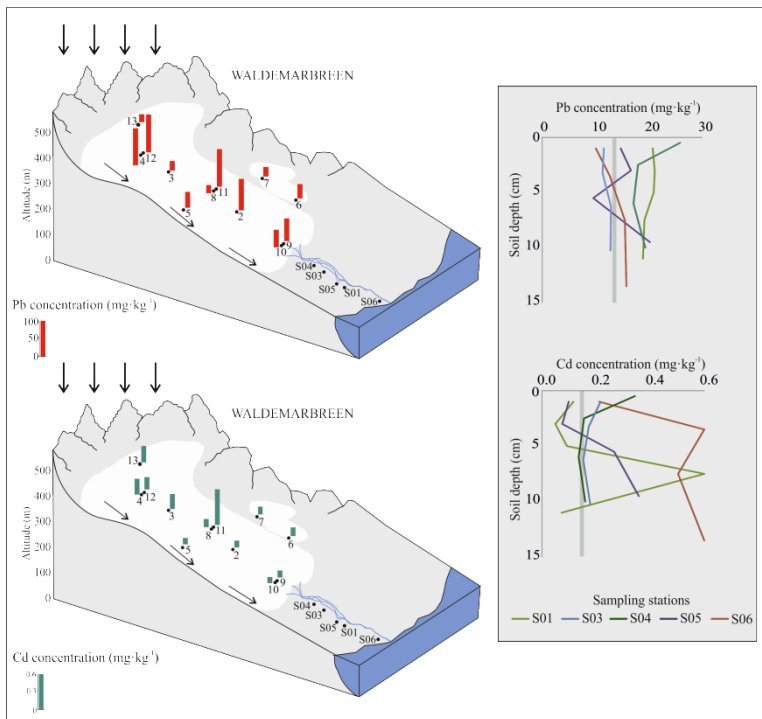 WALDEMARBREEN
Altitude (m)
500
400
300
200
100
0
13
4
12
3
5
8
11
2
7
6
10
9
S04
S03
S05
S01
S06
Pb concentration (mg·kg⁻¹)
100
50
0
WALDEMARBREEN
Altitude (m)
500
400
300
200
100
0
13
4
12
3
5
8
11
2
7
6
10
9
S04
S03
S05
S01
S06
Cd concentration (mg·kg⁻¹)
0.6
0.3
Pb concentration (mg·kg⁻¹)
0 10 20 30
Soil depth (cm)
0
5
10
15
Cd concentration (mg·kg⁻¹)
0.0 0.2 0.4 0.6
Soil depth (cm)
0
5
10
15
Sampling stations
S01 S03 S04 S05 S06